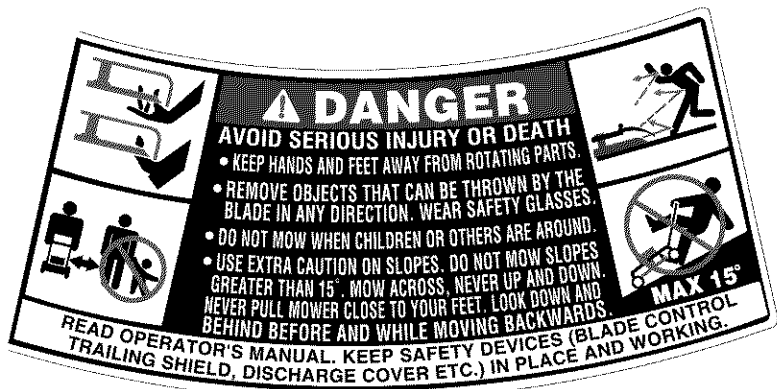 ⚠ DANGER
AVOID SERIOUS INJURY OR DEATH
• KEEP HANDS AND FEET AWAY FROM ROTATING PARTS.
• REMOVE OBJECTS THAT CAN BE THROWN BY THE
BLADE IN ANY DIRECTION. WEAR SAFETY GLASSES.
• DO NOT MOW WHEN CHILDREN OR OTHERS ARE AROUND.
• USE EXTRA CAUTION ON SLOPES. DO NOT MOW SLOPES
GREATER THAN 15°. MOW ACROSS, NEVER UP AND DOWN.
NEVER PULL MOWER CLOSE TO YOUR FEET. LOOK DOWN AND
BEHIND BEFORE AND WHILE MOVING BACKWARDS.
MAX 15°
READ OPERATOR'S MANUAL. KEEP SAFETY DEVICES (BLADE CONTROL
TRAILING SHIELD, DISCHARGE COVER ETC.) IN PLACE AND WORKING.